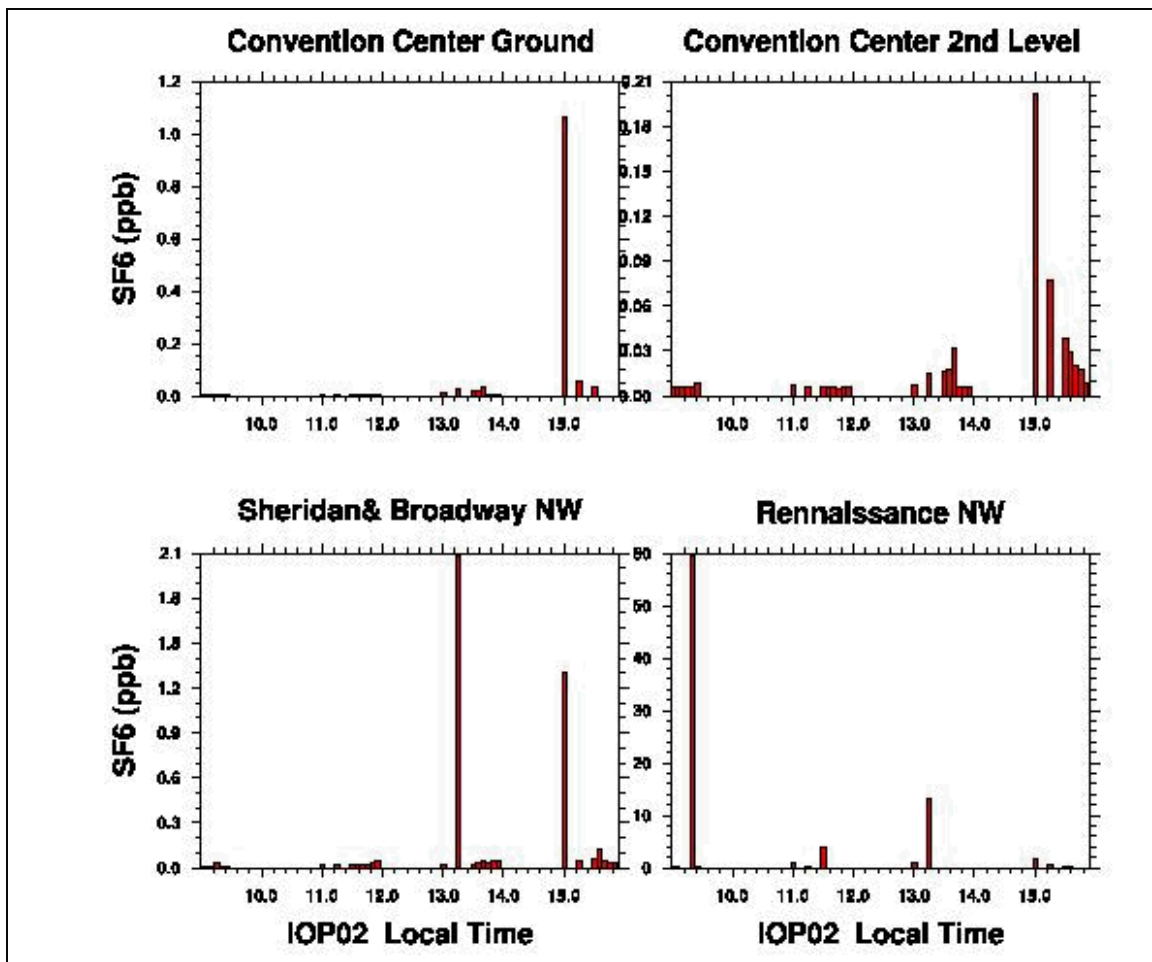 Convention Center Ground
Convention Center 2nd Level
SF6 (ppb)
1.2
1.0
0.8
0.6
0.4
0.2
0.0
0.21
0.18
0.15
0.12
0.09
0.06
0.03
0.00
10.0 11.0 12.0 13.0 14.0 15.0
10.0 11.0 12.0 13.0 14.0 15.0
Sheridan& Broadway NW
Rennaissance NW
SF6 (ppb)
2.1
1.8
1.5
1.2
0.9
0.6
0.3
0.0
60
50
40
30
20
10
0
10.0 11.0 12.0 13.0 14.0 15.0
10.0 11.0 12.0 13.0 14.0 15.0
IOP02 Local Time
IOP02 Local Time